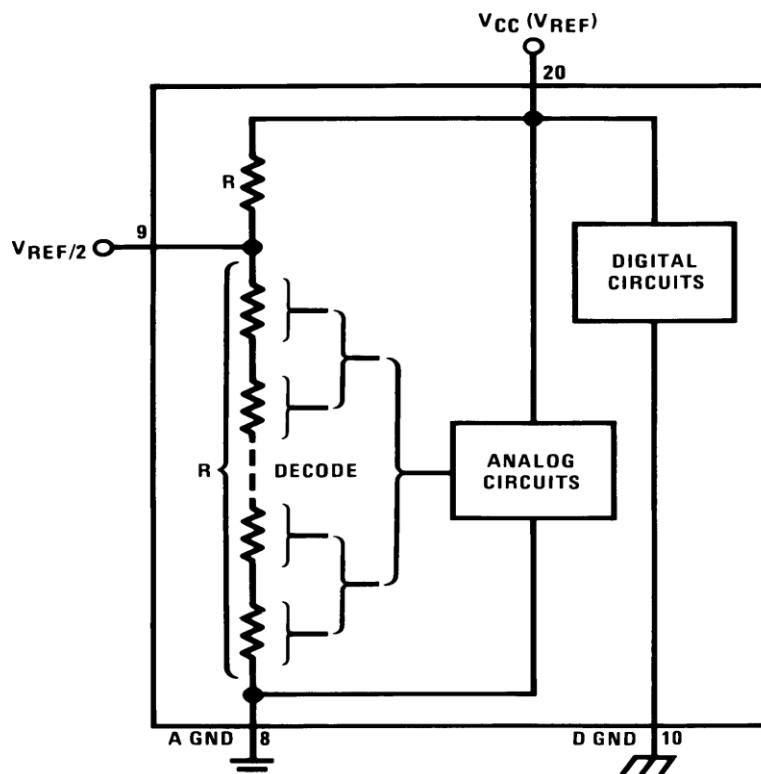 VCC (VREF)
20
R
9
VREF/2
DIGITAL
CIRCUITS
R
DECODE
ANALOG
CIRCUITS
A GND
8
D GND
10